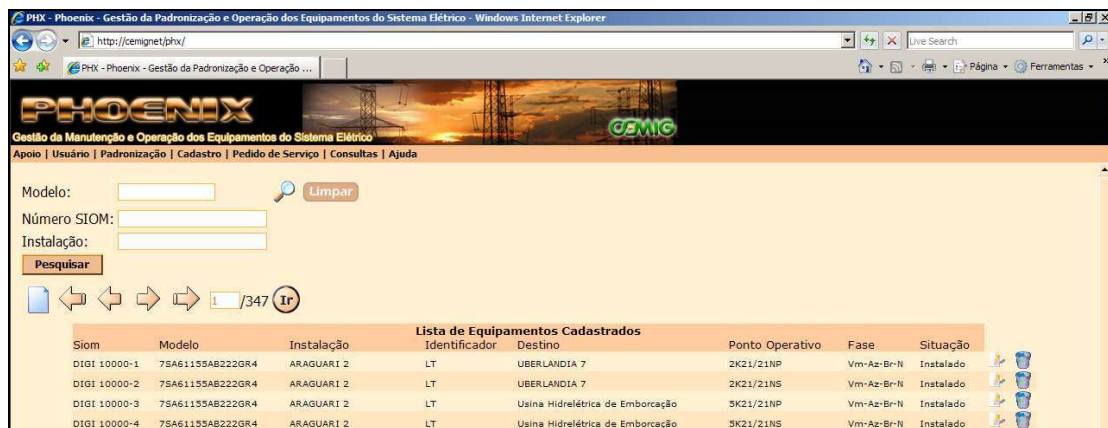 PHX - Phoenix - Gestão da Padronização e Operação dos Equipamentos do Sistema Elétrico - Windows Internet Explorer
http://cemignet/phx/
Live Search
PHX - Phoenix - Gestão da Padronização e Operação ...
Página
Ferramentas
PHOENIX
CEMIG
Gestão da Manutenção e Operação dos Equipamentos do Sistema Elétrico
Apoio | Usuário | Padronização | Cadastro | Pedido de Serviço | Consultas | Ajuda
Modelo:
Limpar
Número SIOM:
Instalação:
Pesquisar
1 /347 Ir
Lista de Equipamentos Cadastrados
Siom Modelo Instalação Identificador Destino Ponto Operativo Fase Situação
DIGI 10000-1 7SA61155AB222GR4 ARAGUARI 2 LT UBERLANDIA 7 2K21/21NP Vm-Az-Br-N Instalado
DIGI 10000-2 7SA61155AB222GR4 ARAGUARI 2 LT UBERLANDIA 7 2K21/21NS Vm-Az-Br-N Instalado
DIGI 10000-3 7SA61155AB222GR4 ARAGUARI 2 LT Usina Hidrelétrica de Emborcação 5K21/21NP Vm-Az-Br-N Instalado
DIGI 10000-4 7SA61155AB222GR4 ARAGUARI 2 LT Usina Hidrelétrica de Emborcação 5K21/21NS Vm-Az-Br-N Instalado